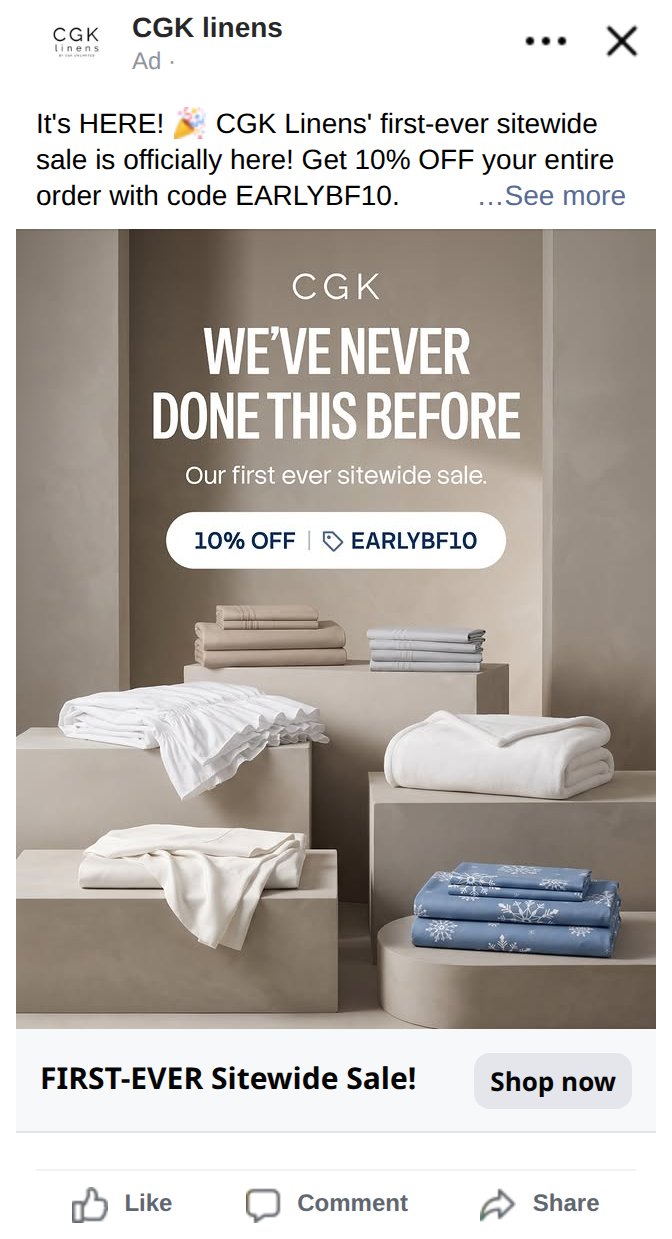 CGK
linens
CGK linens
Ad ·
It's HERE! 🎉 CGK Linens' first-ever sitewide
sale is officially here! Get 10% OFF your entire
order with code EARLYBF10. ...See more
CGK
WE'VE NEVER
DONE THIS BEFORE
Our first ever sitewide sale.
10% OFF | EARLYBF10
FIRST-EVER Sitewide Sale!
Shop now
Like Comment Share